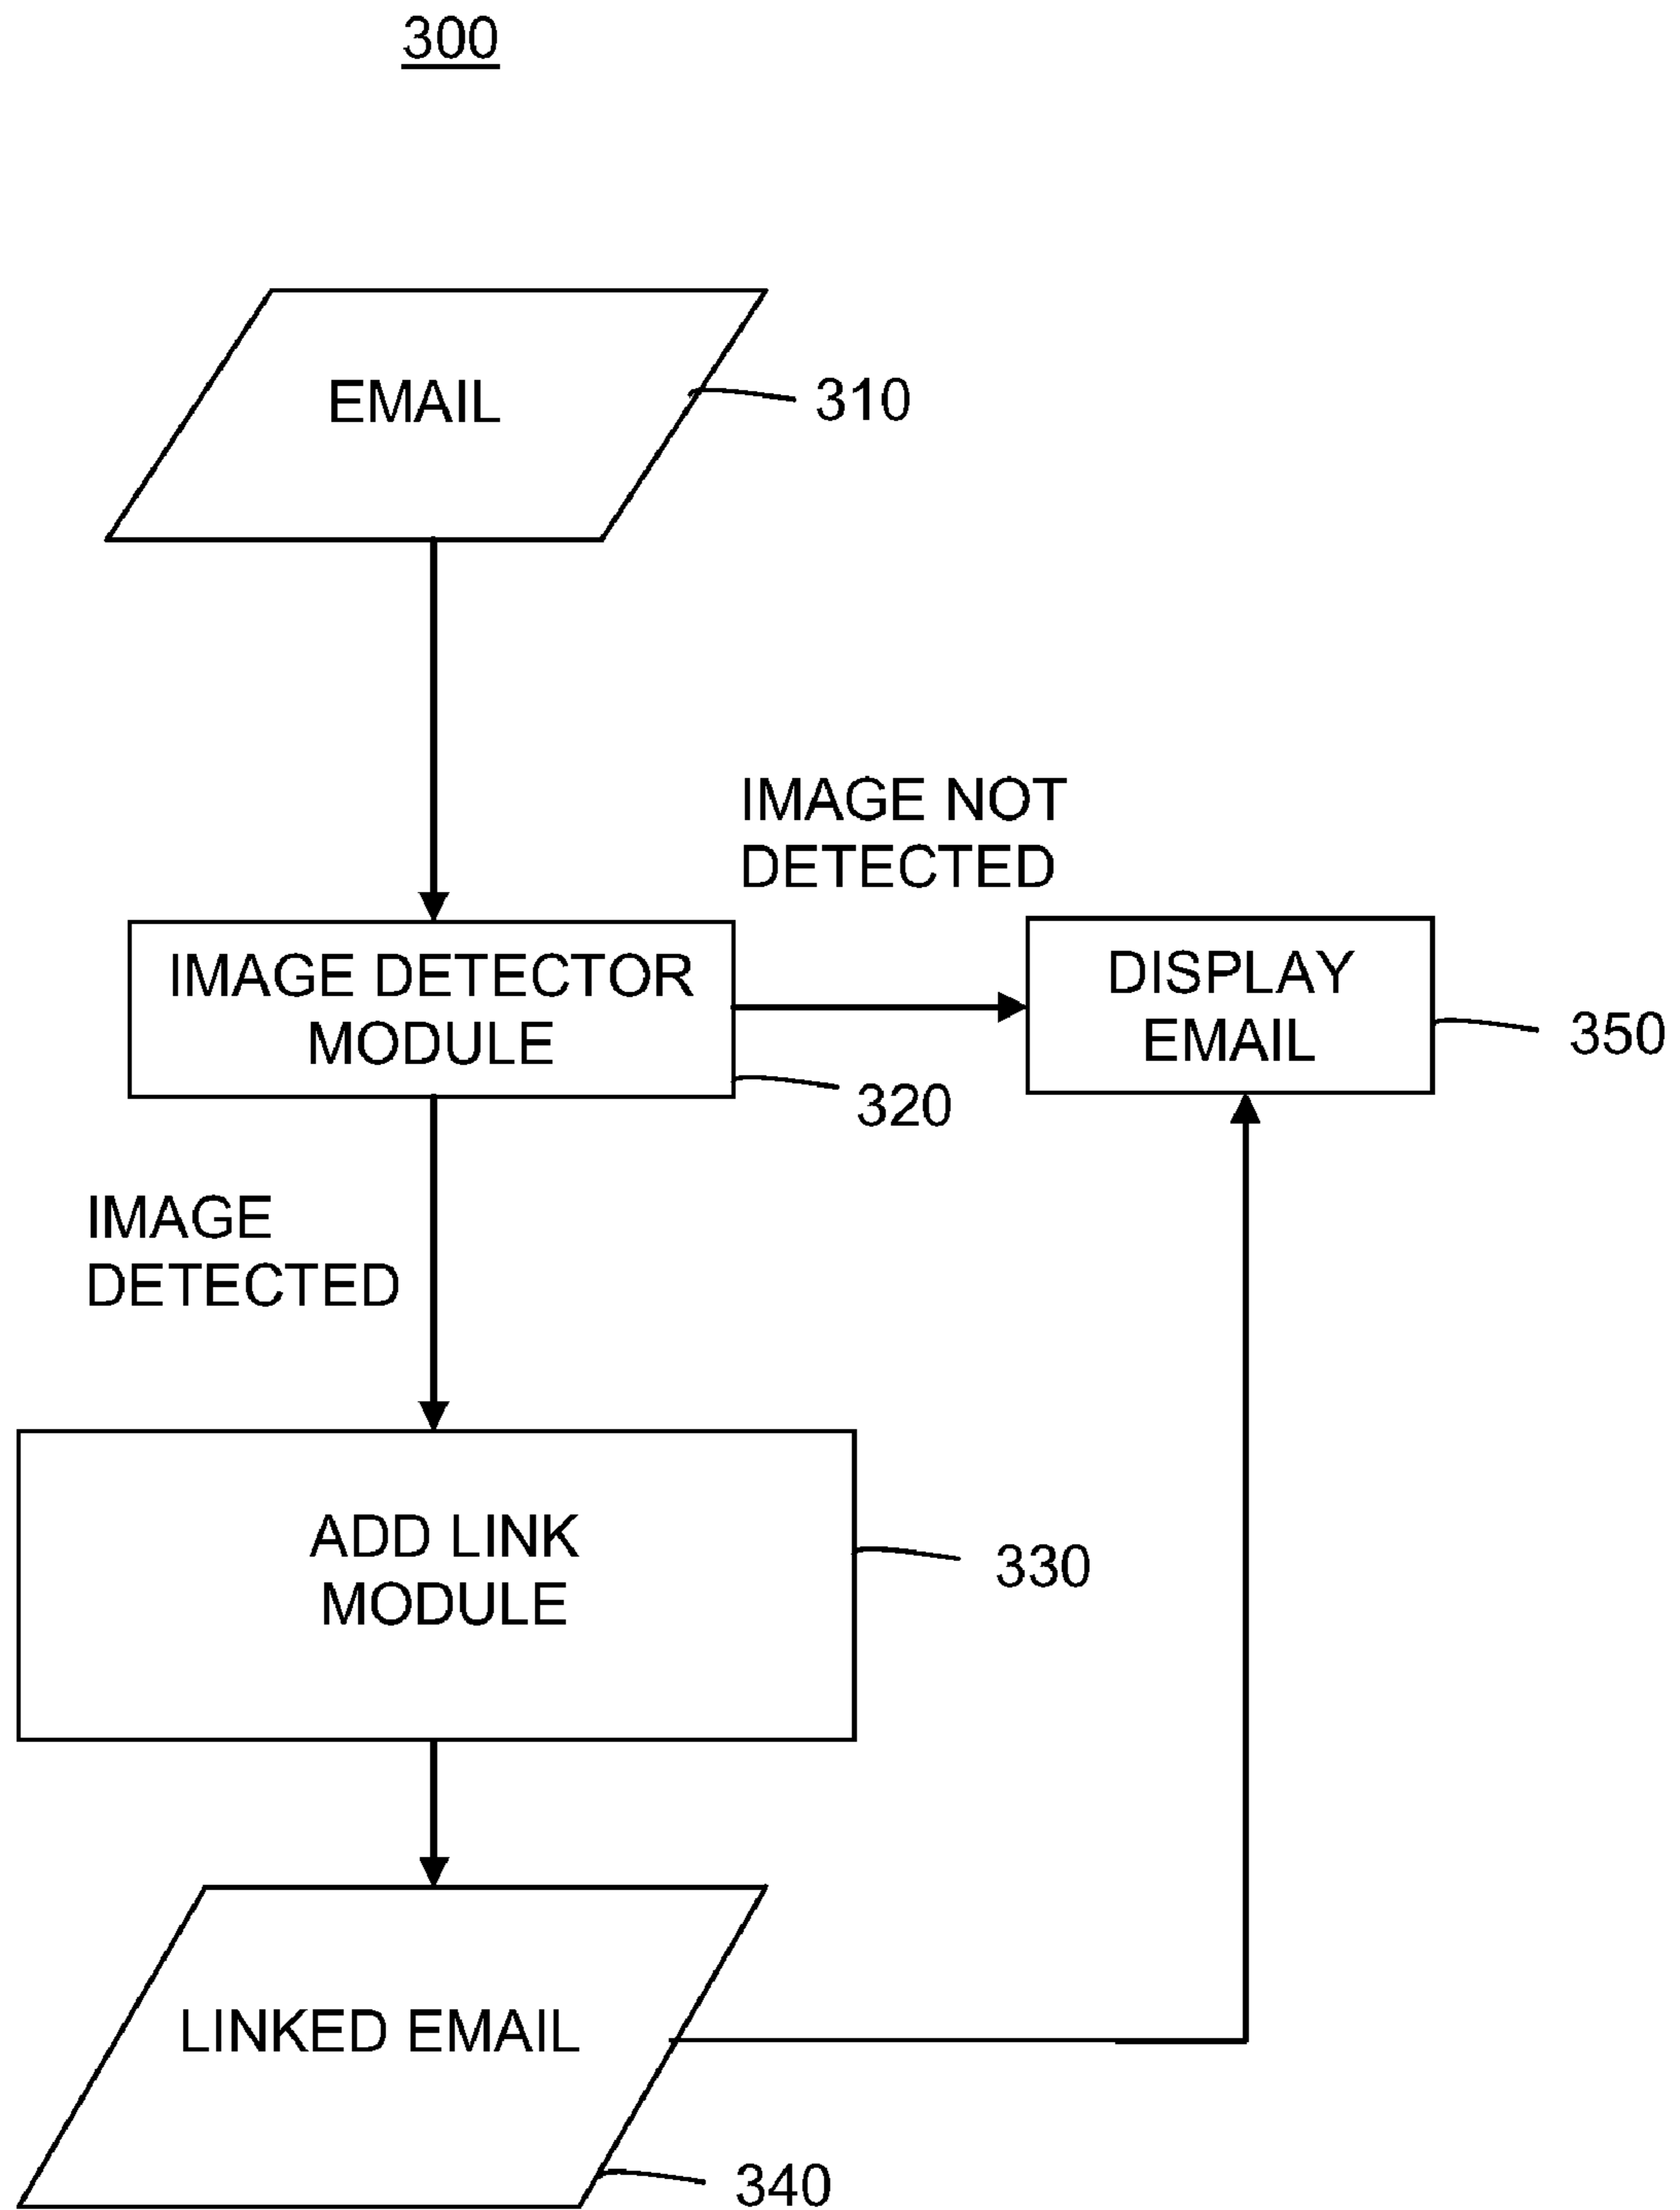 300
EMAIL
310
IMAGE NOT
DETECTED
IMAGE DETECTOR
MODULE
320
DISPLAY
EMAIL
350
IMAGE
DETECTED
ADD LINK
MODULE
330
LINKED EMAIL
340